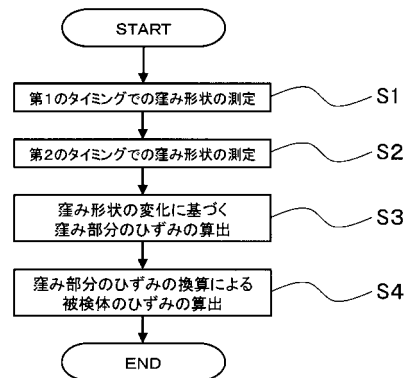 START
第1のタイミングでの窪み形状の測定
S1
第2のタイミングでの窪み形状の測定
S2
窪み形状の変化に基づく
窪み部分のひずみの算出
S3
窪み部分のひずみの換算による
被検体のひずみの算出
S4
END